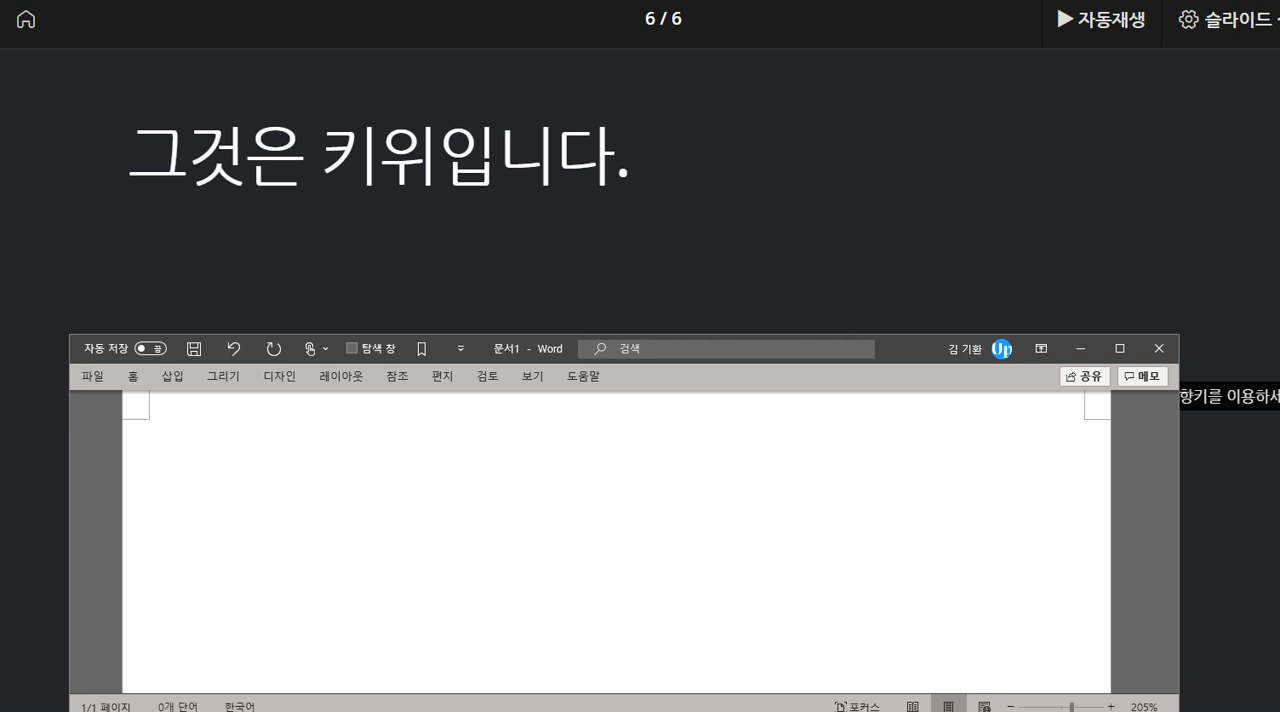 6 / 6
자동재생
슬라이드
그것은 키위입니다.
자동 저장 끔
탐색 창
문서1 - Word
검색
김 기환
Up
파일 홈 삽입 그리기 디자인 레이아웃 참조 편지 검토 보기 도움말
공유 메모
향키를 이용하세
1/1 페이지 0개 단어 한국어
포커스
205%